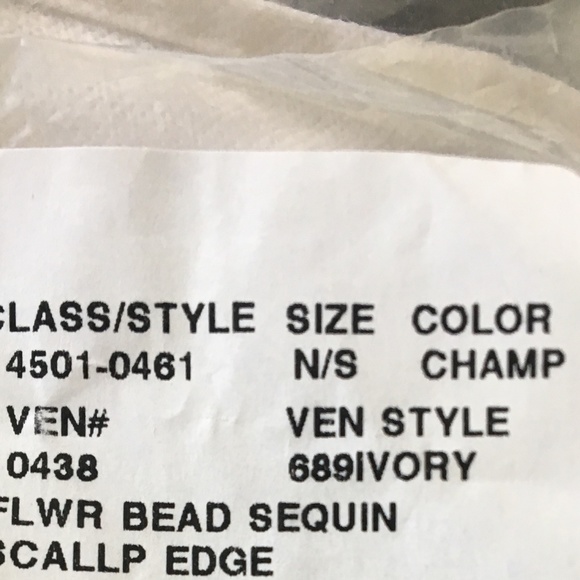 CLASS/STYLE SIZE COLOR
4501-0461 N/S CHAMP
VEN# VEN STYLE
0438 689IVORY
FLWR BEAD SEQUIN
SCALLP EDGE